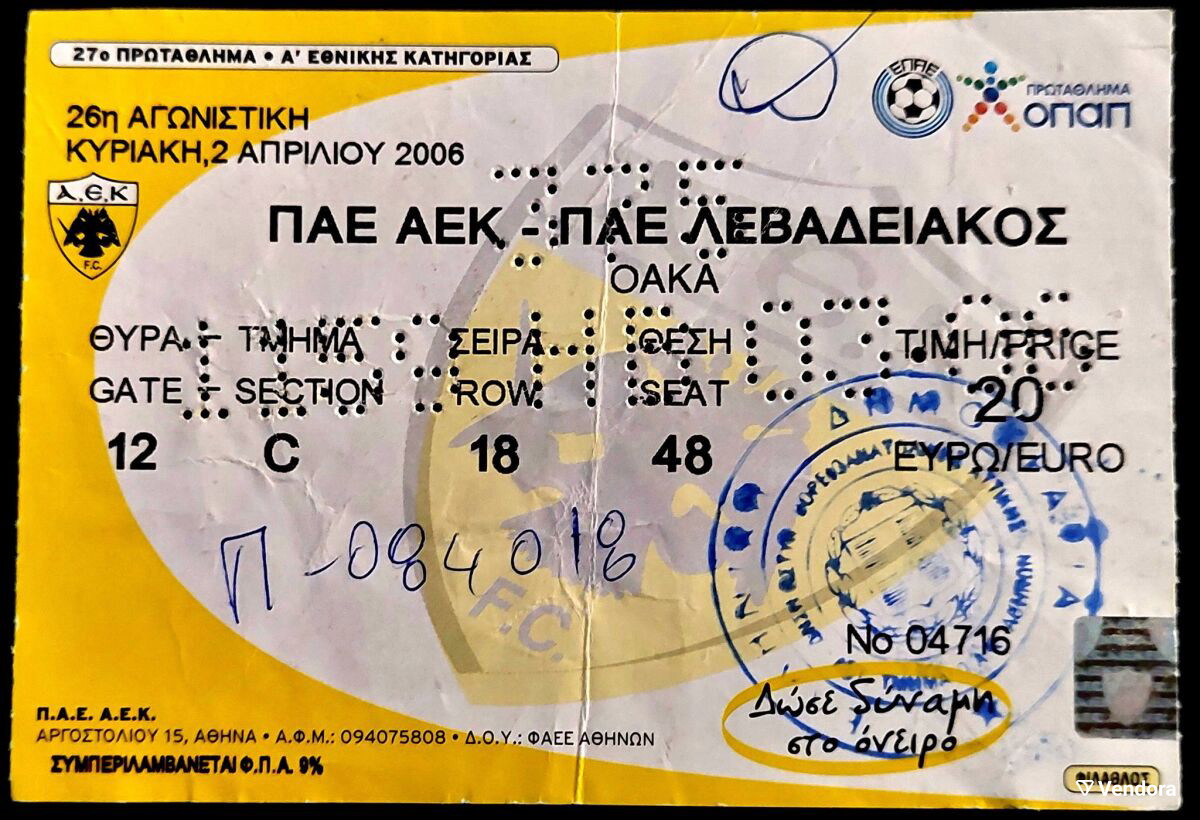 27ο ΠΡΩΤΑΘΛΗΜΑ • Α' ΕΘΝΙΚΗΣ ΚΑΤΗΓΟΡΙΑΣ
ΕΠΑΕ
ΠΡΩΤΑΘΛΗΜΑ
ΟΠΑΠ
26η ΑΓΩΝΙΣΤΙΚΗ
ΚΥΡΙΑΚΗ,2 ΑΠΡΙΛΙΟΥ 2006
Α.Ε.Κ
F.C.
ΠΑΕ ΑΕΚ - ΠΑΕ ΛΕΒΑΔΕΙΑΚΟΣ
ΟΑΚΑ
ΘΥΡΑ - ΤΜΗΜΑ ΣΕΙΡΑ ΘΕΣΗ ΤΙΜΗ/PRICE
GATE - SECTION ROW SEAT 20
12 C 18 48 ΕΥΡΩ/EURO
Π-084018
F.C.
No 04716
Δώσε δύναμη
στο όνειρο
Π.Α.Ε. Α.Ε.Κ.
ΑΡΓΟΣΤΟΛΙΟΥ 15, ΑΘΗΝΑ • Α.Φ.Μ.: 094075808 • Δ.Ο.Υ.: ΦΑΕΕ ΑΘΗΝΩΝ
ΣΥΜΠΕΡΙΛΑΜΒΑΝΕΤΑΙ Φ.Π.Α. 9%
ΦΙΛΑΘΛΟΣ
Vendora